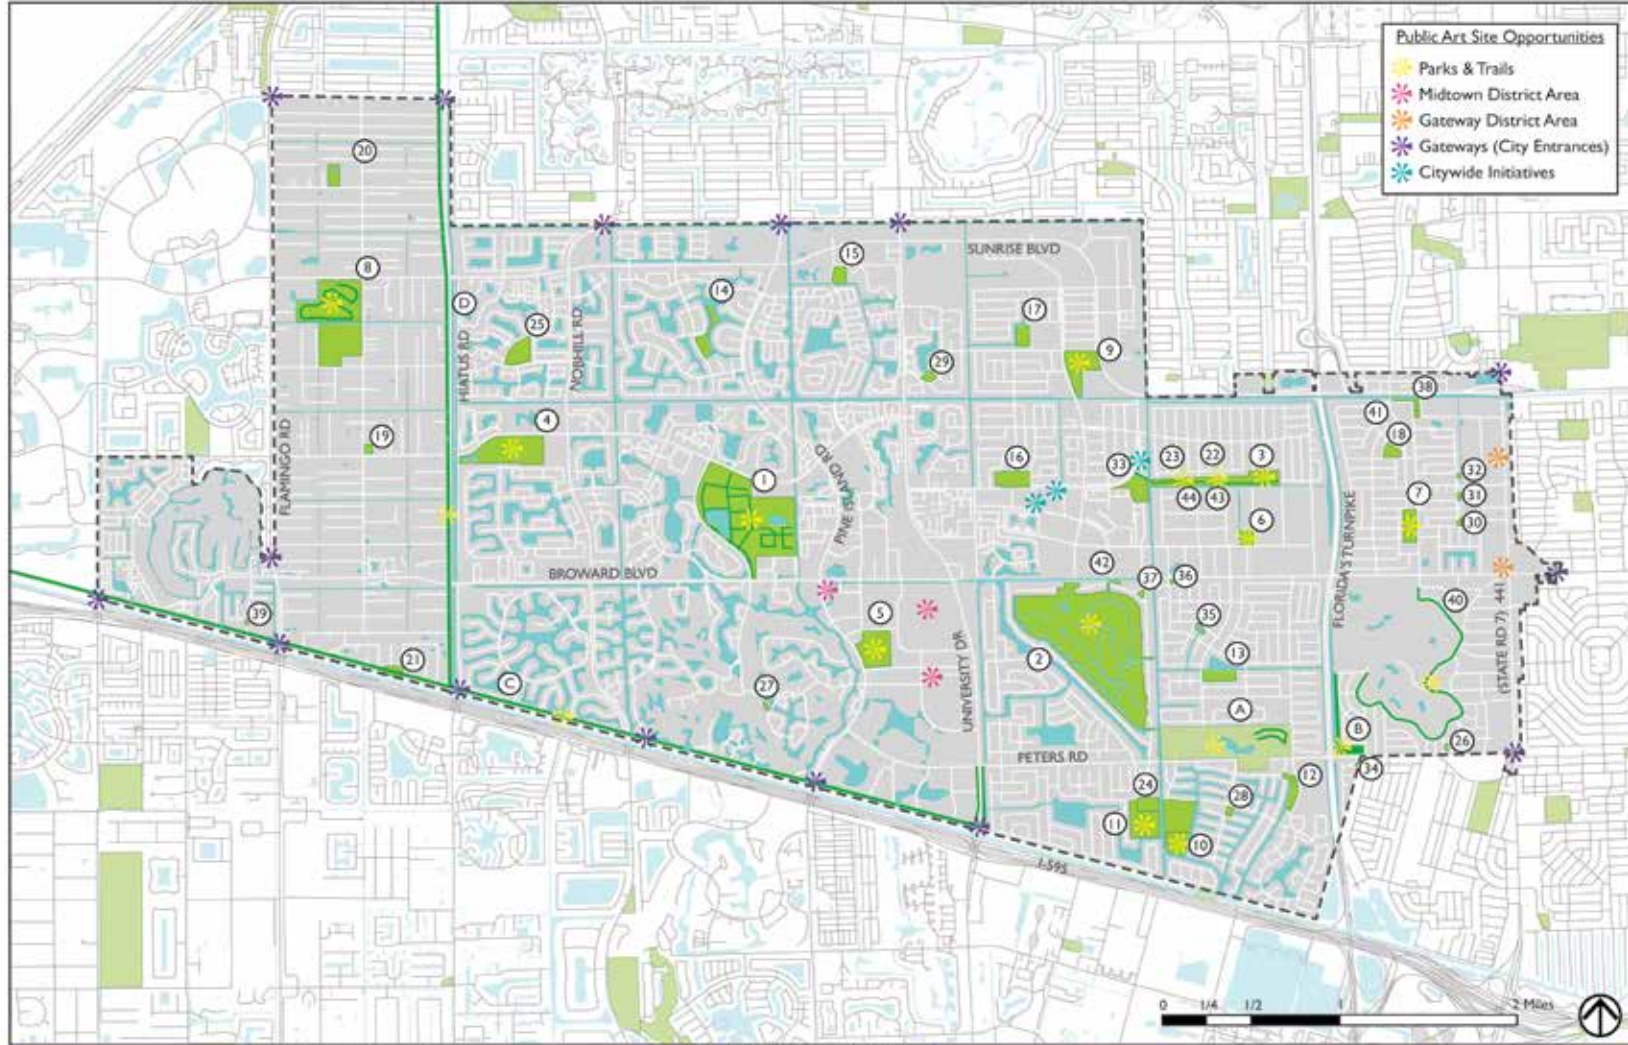 Public Art Site Opportunities
Parks & Trails
Midtown District Area
Gateway District Area
Gateways (City Entrances)
Citywide Initiatives
20
8
D
25
14
15
SUNRISE BLVD
17
29
9
38
41
18
HIATUS RD
NOBHILL RD
FLAMINGO RD
19
4
1
PINE ISLAND RD
16
33
23
22
3
44
43
6
7
32
31
30
FLORIDA'S TURNPIKE
BROWARD BLVD
42
37
36
40
39
21
C
27
5
UNIVERSITY DR
2
35
13
A
B
26
34
(STATE RD 7) 441
PETERS RD
24
11
10
28
12
I-595
0 1/4 1/2 1 2 Miles